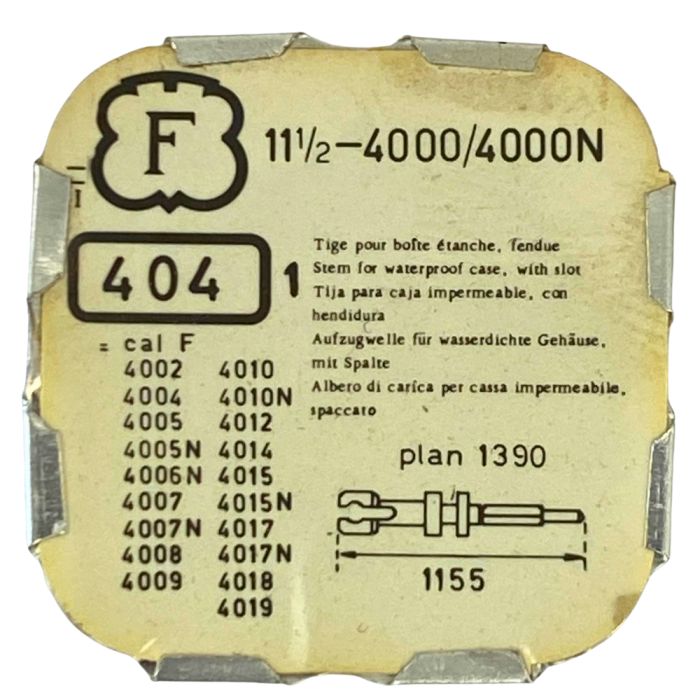 F
11 1/2-4000/4000N
I
404
1
Tige pour boîte étanche, fendue
Stem for waterproof case, with slot
Tija para caja impermeable, con
hendidura
Aufzugwelle für wasserdichte Gehäuse,
mit Spalte
Albero di carica per cassa impermeabile,
spaccato
= cal F
4002 4010
4004 4010N
4005 4012
4005N 4014
4006N 4015
4007 4015N
4007N 4017
4008 4017N
4009 4018
4019
plan 1390
1155